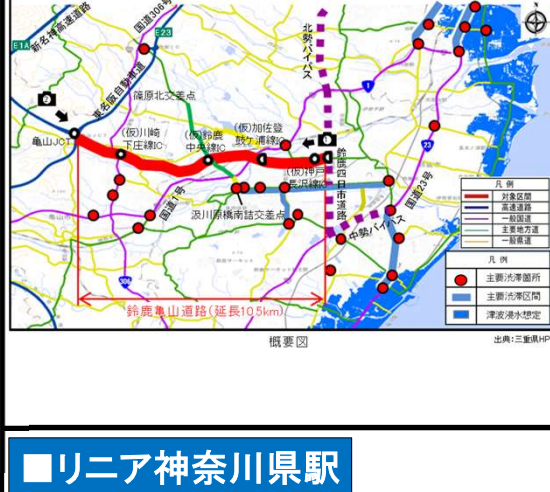 新名神高速道路
国道306号
E1A
E23
東名阪自動車道
北勢バイパス
1
篠原北交差点
2
亀山JCT
(仮)川崎
下庄線IC
(仮)鈴鹿
中央線IC
(仮)加佐登
鼓ケ浦線IC
(仮)神戸
長沢線IC
鈴鹿四日市道路
国道23号
23
国道1号
汲川原橋南詰交差点
中勢バイパス
306
鈴鹿亀山道路(延長10.5km)
凡 例
対象区間
高速道路
一般国道
主要地方道
一般県道
凡 例
主要渋滞箇所
主要渋滞区間
津波浸水想定
概要図
出典:三重県HP
■リニア神奈川県駅